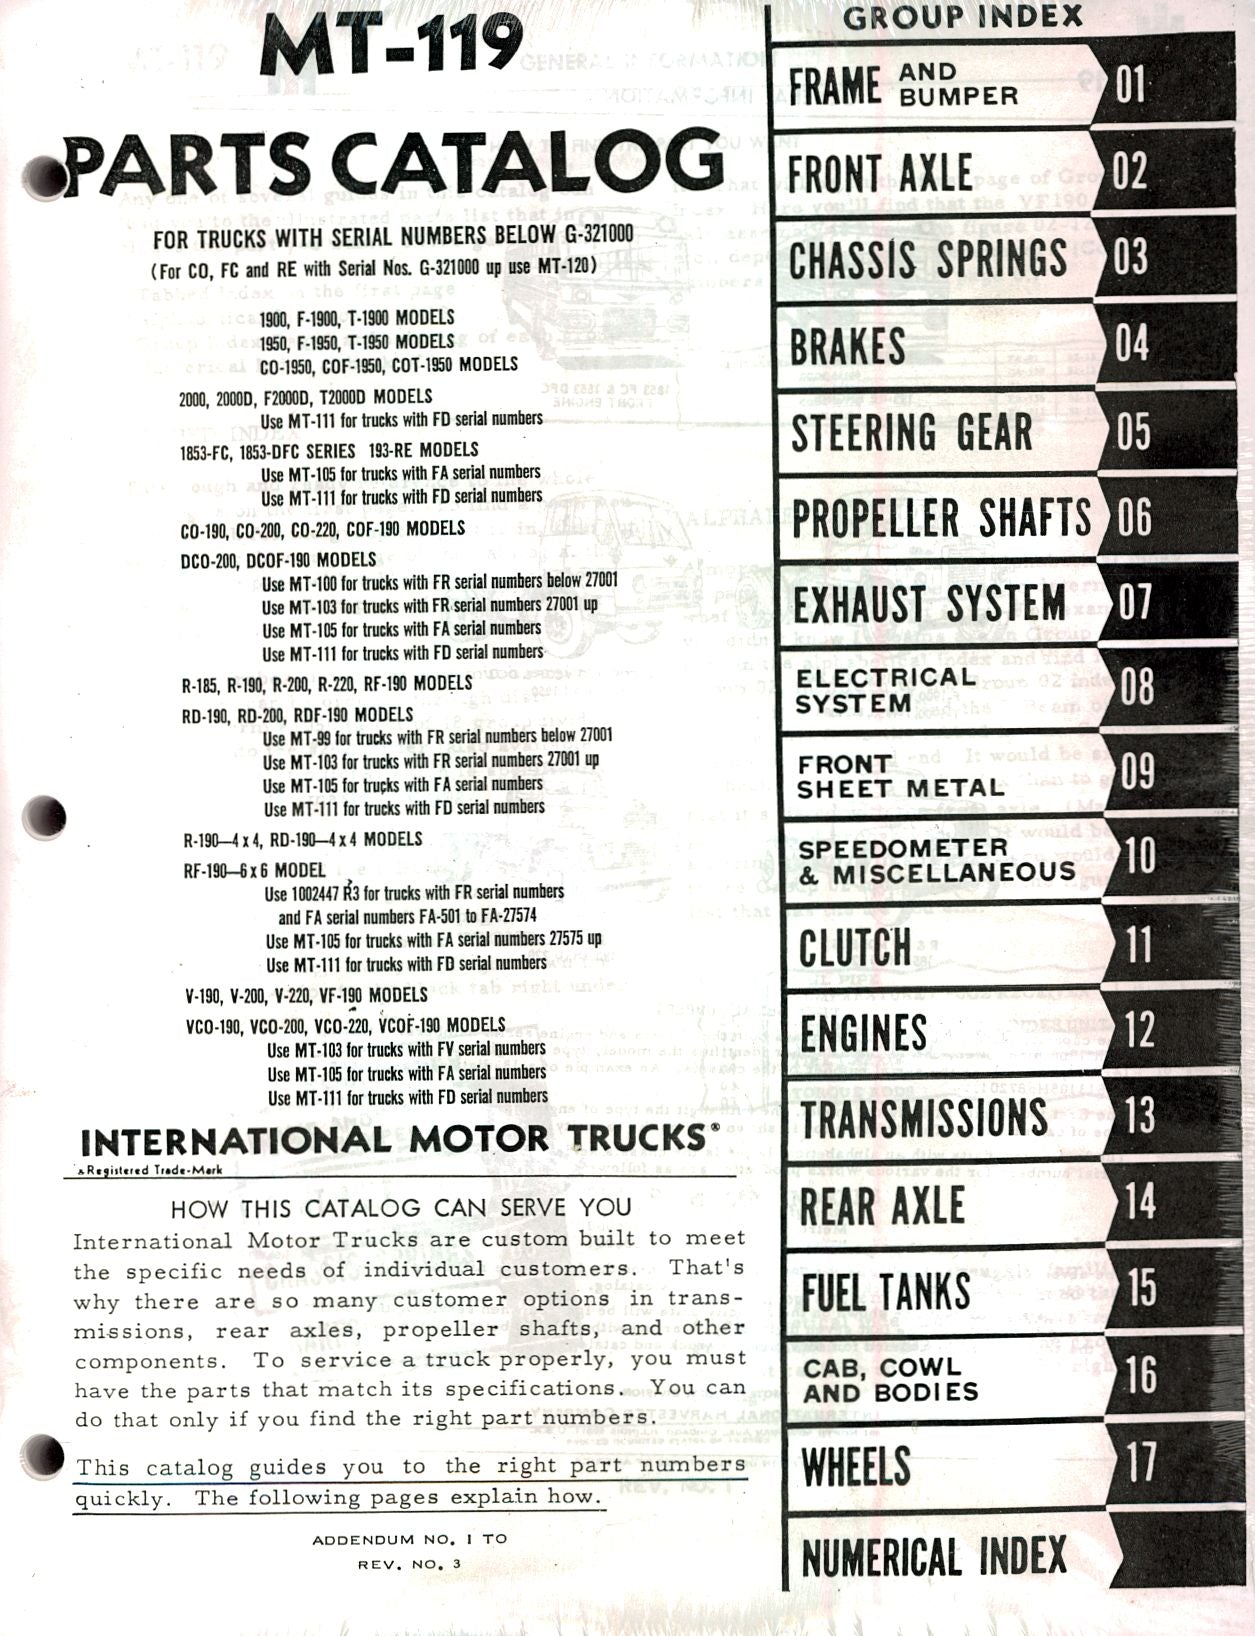 MT-119
PARTS CATALOG
FOR TRUCKS WITH SERIAL NUMBERS BELOW G-321000
(For CO, FC and RE with Serial Nos. G-321000 up use MT-120)
1900, F-1900, T-1900 MODELS
1950, F-1950, T-1950 MODELS
CO-1950, COF-1950, COT-1950 MODELS
2000, 2000D, F2000D, T2000D MODELS
Use MT-111 for trucks with FD serial numbers
1853-FC, 1853-DFC SERIES 193-RE MODELS
Use MT-105 for trucks with FA serial numbers
Use MT-111 for trucks with FD serial numbers
CO-190, CO-200, CO-220, COF-190 MODELS
DCO-200, DCOF-190 MODELS
Use MT-100 for trucks with FR serial numbers below 27001
Use MT-103 for trucks with FR serial numbers 27001 up
Use MT-105 for trucks with FA serial numbers
Use MT-111 for trucks with FD serial numbers
R-185, R-190, R-200, R-220, RF-190 MODELS
RD-190, RD-200, RDF-190 MODELS
Use MT-99 for trucks with FR serial numbers below 27001
Use MT-103 for trucks with FR serial numbers 27001 up
Use MT-105 for trucks with FA serial numbers
Use MT-111 for trucks with FD serial numbers
R-190—4 x 4, RD-190—4 x 4 MODELS
RF-190—6 x 6 MODEL
Use 1002447 R3 for trucks with FR serial numbers
and FA serial numbers FA-501 to FA-27574
Use MT-105 for trucks with FA serial numbers 27575 up
Use MT-111 for trucks with FD serial numbers
V-190, V-200, V-220, VF-190 MODELS
VCO-190, VCO-200, VCO-220, VCOF-190 MODELS
Use MT-103 for trucks with FV serial numbers
Use MT-105 for trucks with FA serial numbers
Use MT-111 for trucks with FD serial numbers
INTERNATIONAL MOTOR TRUCKS®
®Registered Trade-Mark
HOW THIS CATALOG CAN SERVE YOU
International Motor Trucks are custom built to meet
the specific needs of individual customers. That's
why there are so many customer options in trans-
missions, rear axles, propeller shafts, and other
components. To service a truck properly, you must
have the parts that match its specifications. You can
do that only if you find the right part numbers.
This catalog guides you to the right part numbers
quickly. The following pages explain how.
ADDENDUM NO. 1 TO
REV. NO. 3
GROUP INDEX
FRAME AND BUMPER 01
FRONT AXLE 02
CHASSIS SPRINGS 03
BRAKES 04
STEERING GEAR 05
PROPELLER SHAFTS 06
EXHAUST SYSTEM 07
ELECTRICAL
SYSTEM 08
FRONT
SHEET METAL 09
SPEEDOMETER
& MISCELLANEOUS 10
CLUTCH 11
ENGINES 12
TRANSMISSIONS 13
REAR AXLE 14
FUEL TANKS 15
CAB, COWL
AND BODIES 16
WHEELS 17
NUMERICAL INDEX